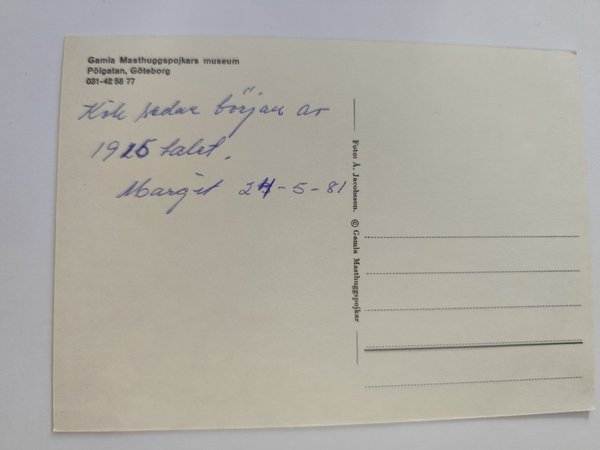 Gamla Masthuggspojkars museum
Pölgatan, Göteborg
031-42 58 77
Kök sedan början av
1915 talet.
Margit 24-5-81
Foto: Å. Jacobsson. © Gamla Masthuggspojkar